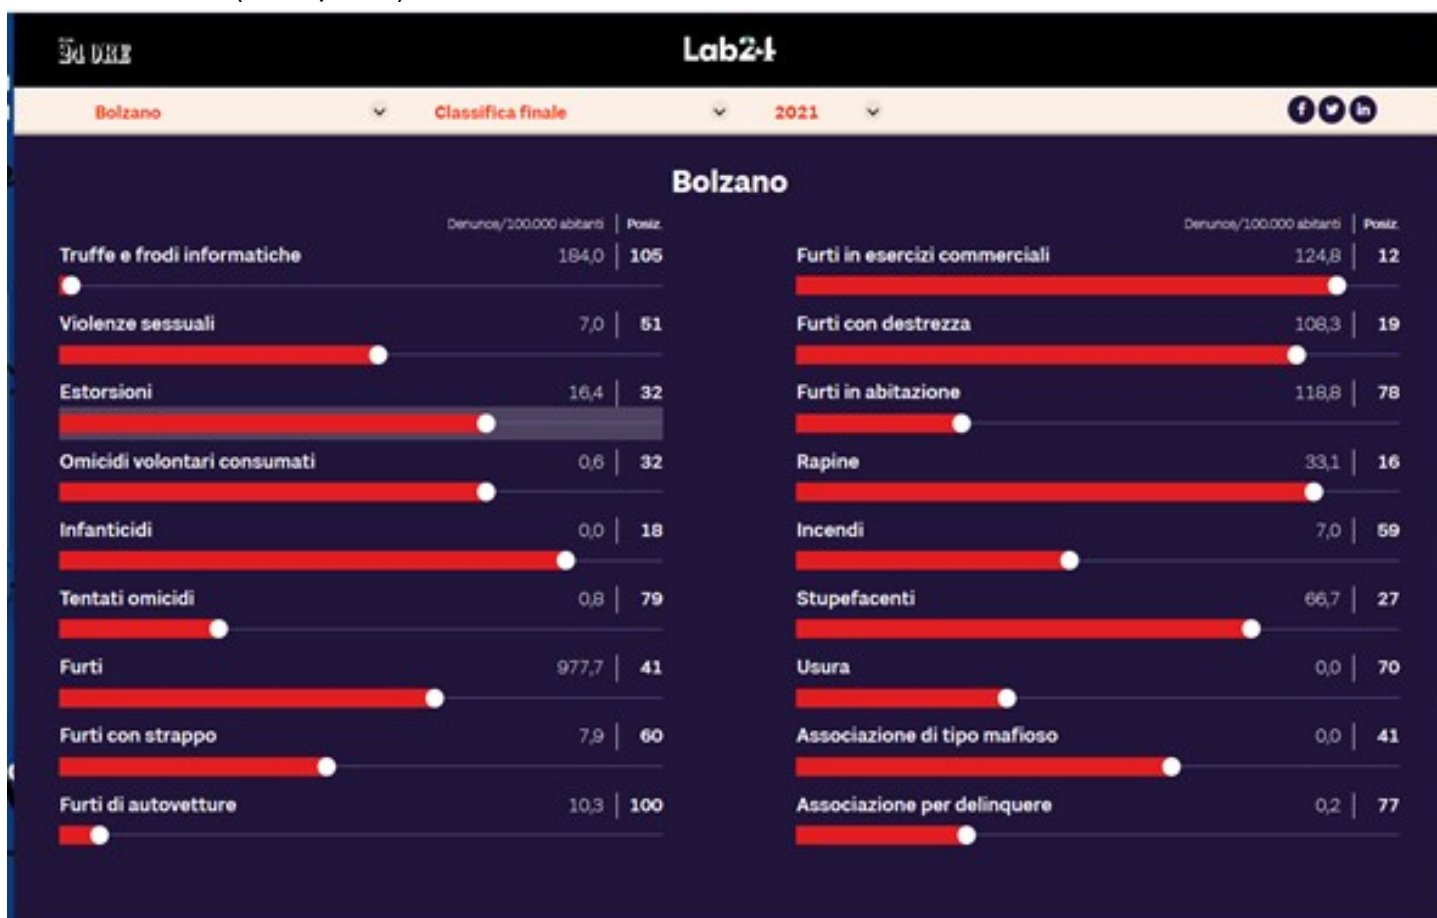 24 ORE
Lab24
Bolzano Classifica finale 2021
Bolzano
Denunce/100.000 abitanti Posiz.
Truffe e frodi informatiche 184,0 105
Violenze sessuali 7,0 51
Estorsioni 16,4 32
Omicidi volontari consumati 0,6 32
Infanticidi 0,0 18
Tentati omicidi 0,8 79
Furti 977,7 41
Furti con strappo 7,9 60
Furti di autovetture 10,3 100
Denunce/100.000 abitanti Posiz.
Furti in esercizi commerciali 124,8 12
Furti con destrezza 108,3 19
Furti in abitazione 118,8 78
Rapine 33,1 16
Incendi 7,0 59
Stupefacenti 66,7 27
Usura 0,0 70
Associazione di tipo mafioso 0,0 41
Associazione per delinquere 0,2 77